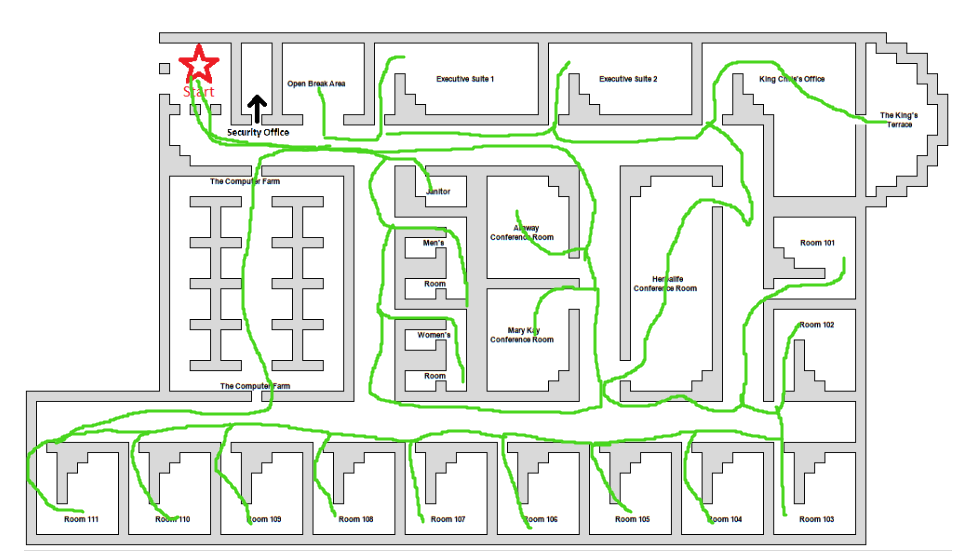 Start
Open Break Area
Executive Suite 1
Executive Suite 2
King Chris's Office
The King's
Terrace
Security Office
The Computer Farm
Janitor
Men's
Room
Amway
Conference Room
Room 101
Herbalife
Conference Room
Women's
Room
Mary Kay
Conference Room
Room 102
The Computer Farm
Room 111
Room 110
Room 109
Room 108
Room 107
Room 106
Room 105
Room 104
Room 103